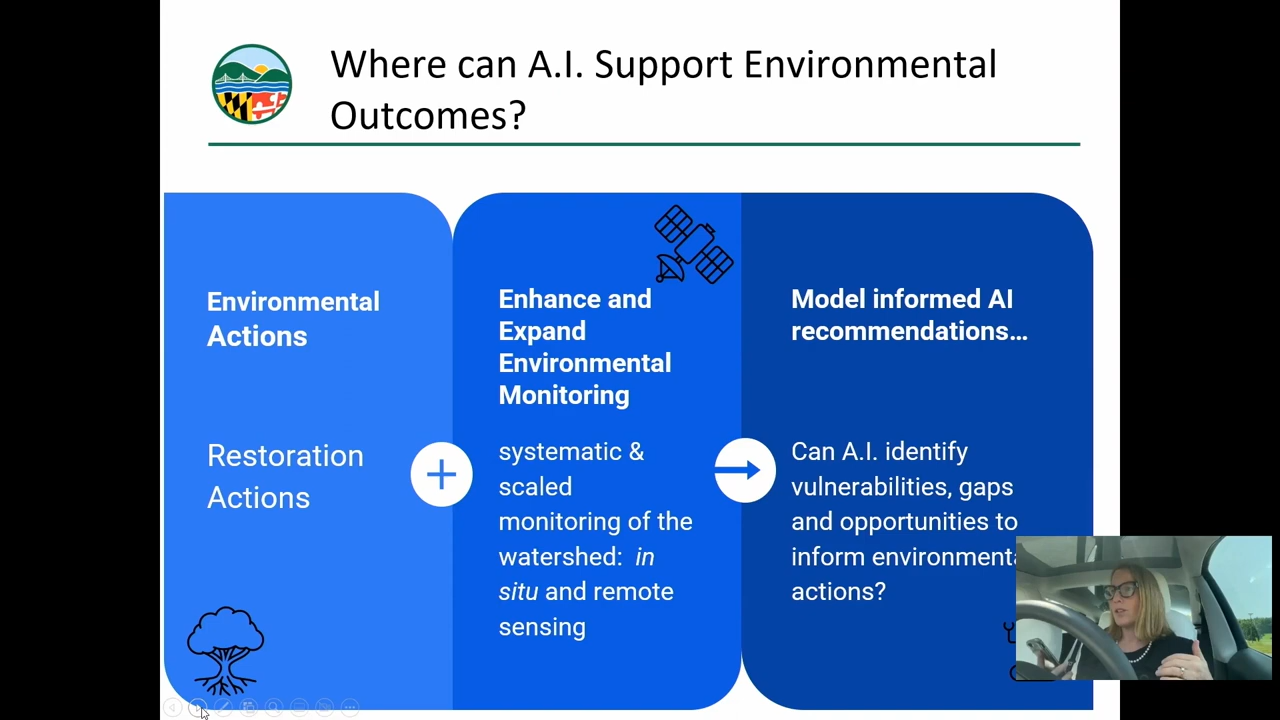 Where can A.I. Support Environmental
Outcomes?
Environmental
Actions
Restoration
Actions
Enhance and
Expand
Environmental
Monitoring
systematic &
scaled
monitoring of the
watershed: in
situ and remote
sensing
Model informed AI
recommendations…
Can A.I. identify
vulnerabilities, gaps
and opportunities to
inform environmenta
actions?